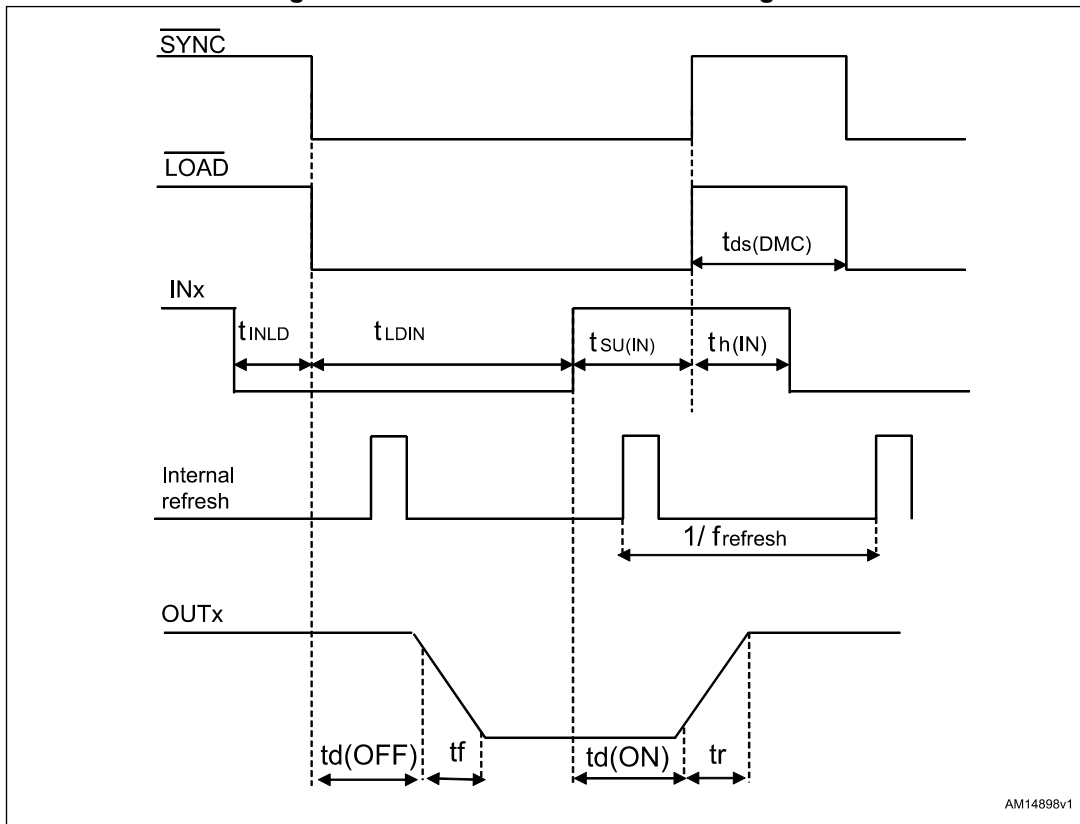 SYNC
LOAD
tds(DMC)
INx
tINLD
tLDIN
tSU(IN)
th(IN)
Internal
refresh
1/ frefresh
OUTx
td(OFF)
tf
td(ON)
tr
AM14898v1